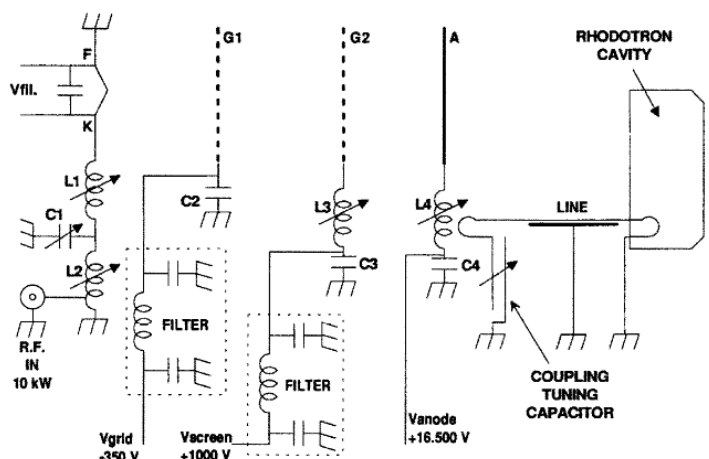 G1
G2
A
RHODOTRON
CAVITY
F
Vfil.
K
L1
C1
C2
L2
L3
L4
LINE
C3
C4
FILTER
R.F.
IN
10 kW
FILTER
COUPLING
TUNING
CAPACITOR
Vgrid
-350 V
Vscreen
+1000 V
Vanode
+16.500 V